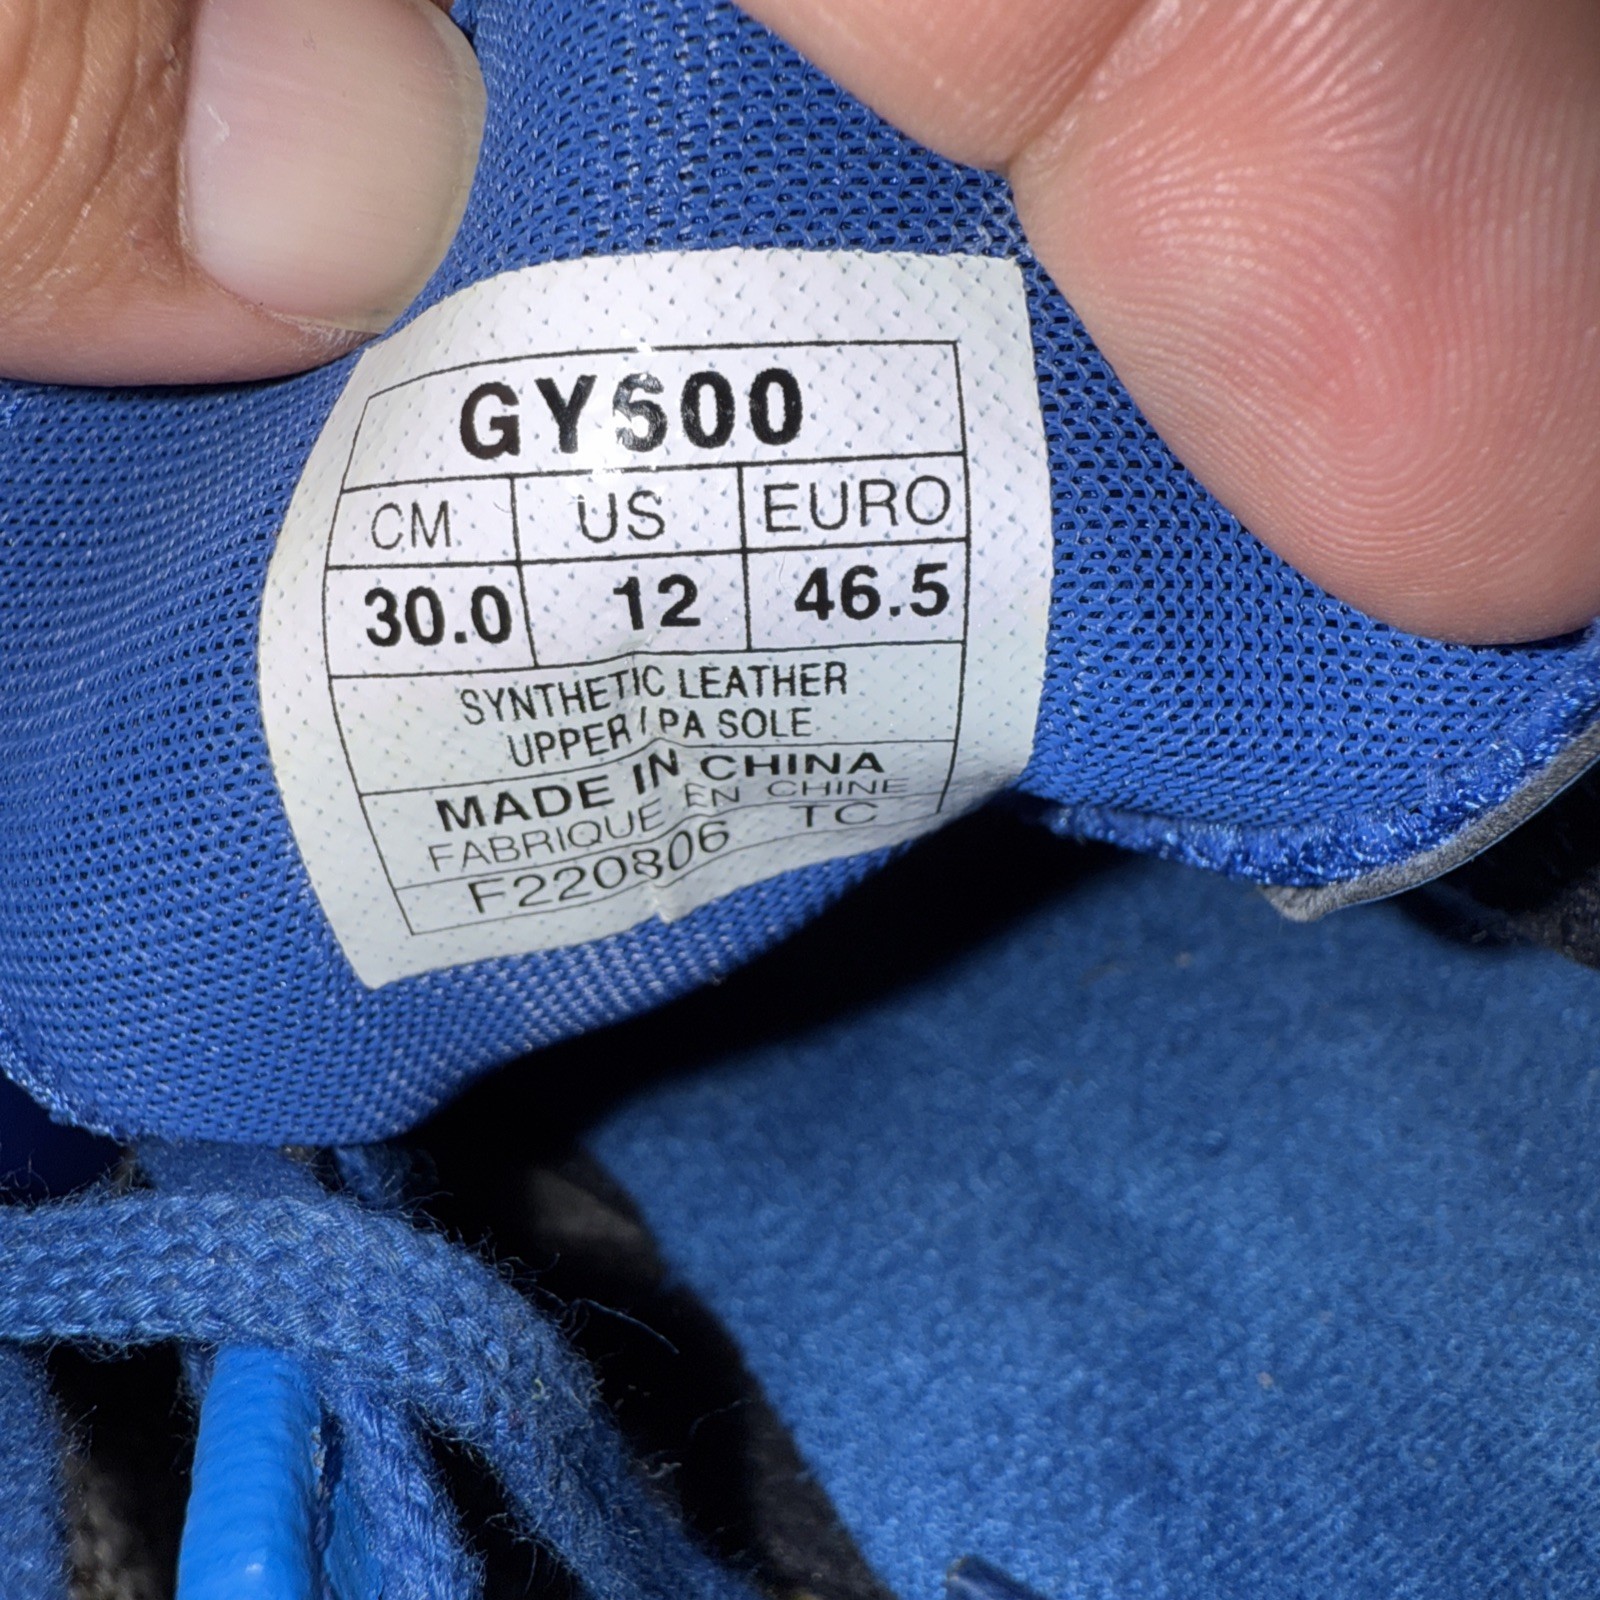 GY600
CM US EURO
30.0 12 46.5
SYNTHETIC LEATHER
UPPER / PA SOLE
MADE IN CHINA
FABRIQUE EN CHINE
F220806 TC